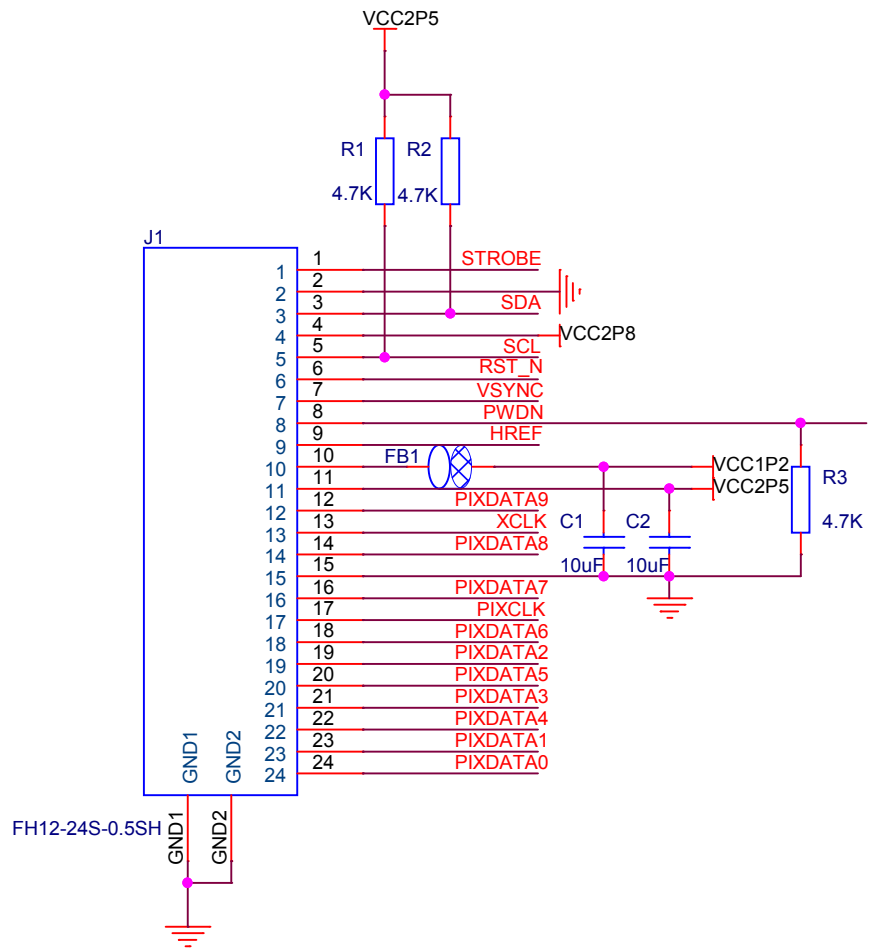 VCC2P5
R1
R2
4.7K
4.7K
J1
1
1
STROBE
2
2
3
3
SDA
4
4
VCC2P8
5
5
SCL
6
6
RST_N
7
7
VSYNC
8
8
PWDN
9
9
HREF
10
10
FB1
VCC1P2
11
11
VCC2P5
R3
4.7K
12
12
PIXDATA9
13
13
XCLK
C1
C2
14
14
PIXDATA8
10uF
10uF
15
15
16
16
PIXDATA7
17
17
PIXCLK
18
18
PIXDATA6
19
19
PIXDATA2
20
20
PIXDATA5
21
21
PIXDATA3
22
22
PIXDATA4
23
23
PIXDATA1
24
24
PIXDATA0
GND1
GND2
FH12-24S-0.5SH
GND1
GND2